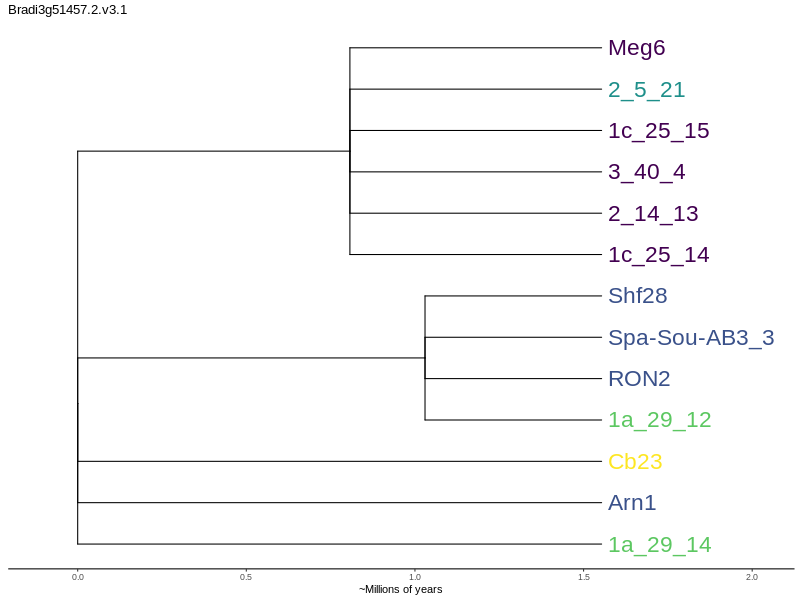 Bradi3g51457.2.v3.1
Meg6
2_5_21
1c_25_15
3_40_4
2_14_13
1c_25_14
Shf28
Spa-Sou-AB3_3
RON2
1a_29_12
Cb23
Arn1
1a_29_14
0.0 0.5 1.0 1.5 2.0
~Millions of years